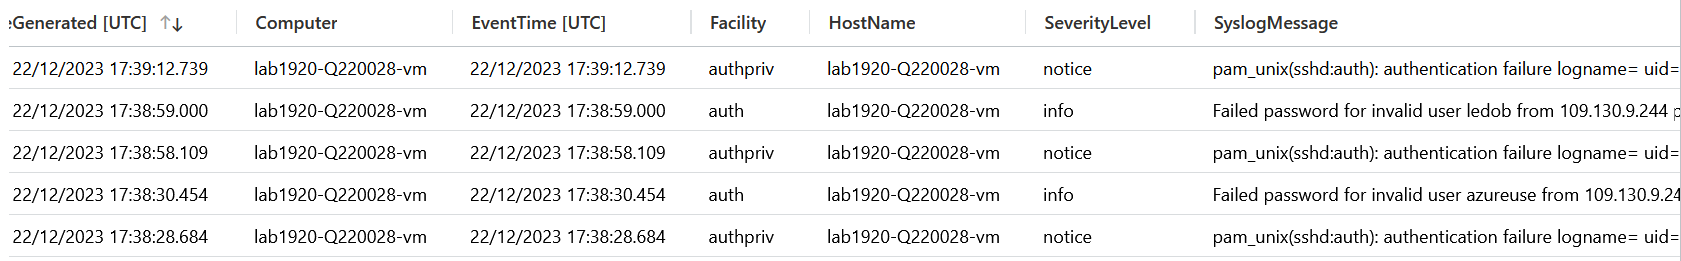 eGenerated [UTC] ↑↓ Computer EventTime [UTC] Facility HostName SeverityLevel SyslogMessage
22/12/2023 17:39:12.739 lab1920-Q220028-vm 22/12/2023 17:39:12.739 authpriv lab1920-Q220028-vm notice pam_unix(sshd:auth): authentication failure logname= uid=
22/12/2023 17:38:59.000 lab1920-Q220028-vm 22/12/2023 17:38:59.000 auth lab1920-Q220028-vm info Failed password for invalid user ledob from 109.130.9.244 p
22/12/2023 17:38:58.109 lab1920-Q220028-vm 22/12/2023 17:38:58.109 authpriv lab1920-Q220028-vm notice pam_unix(sshd:auth): authentication failure logname= uid=
22/12/2023 17:38:30.454 lab1920-Q220028-vm 22/12/2023 17:38:30.454 auth lab1920-Q220028-vm info Failed password for invalid user azureuse from 109.130.9.24
22/12/2023 17:38:28.684 lab1920-Q220028-vm 22/12/2023 17:38:28.684 authpriv lab1920-Q220028-vm notice pam_unix(sshd:auth): authentication failure logname= uid=